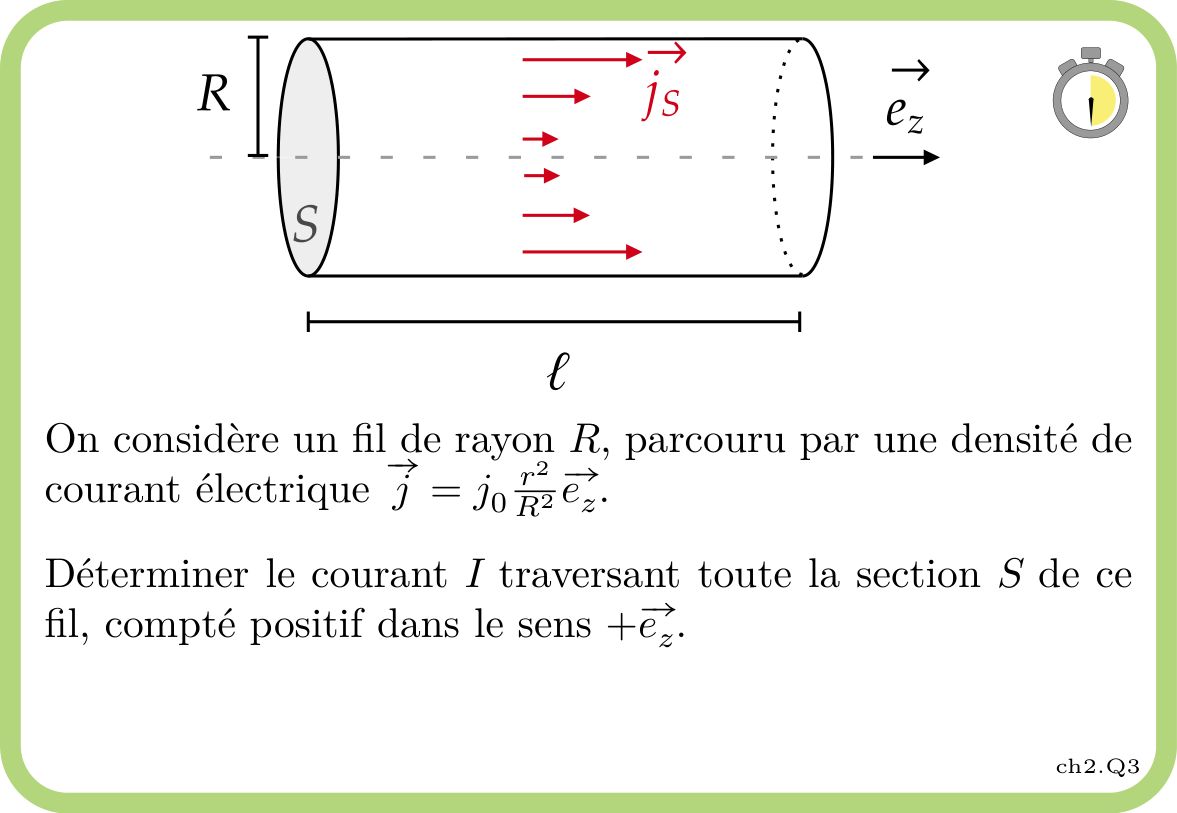 R
S
$\overrightarrow{j_S}$
$\overrightarrow{e_z}$
ℓ
On considère un fil de rayon $R$, parcouru par une densité de
courant électrique $\overrightarrow{j} = j_0 \frac{r^2}{R^2} \overrightarrow{e_z}$.
Déterminer le courant $I$ traversant toute la section $S$ de ce
fil, compté positif dans le sens $+\overrightarrow{e_z}$.
ch2.Q3